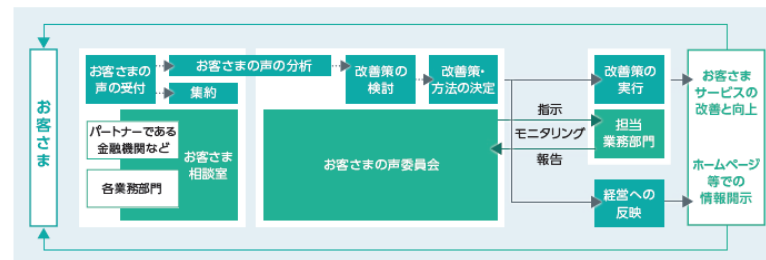 お客さま
お客さまの
声の受付
お客さまの声の分析
集約
パートナーである
金融機関など
各業務部門
お客さま
相談室
改善策の
検討
改善策・
方法の決定
お客さまの声委員会
指示
モニタリング
報告
改善策の
実行
担当
業務部門
経営への
反映
お客さま
サービスの
改善と向上
ホームページ
等での
情報開示